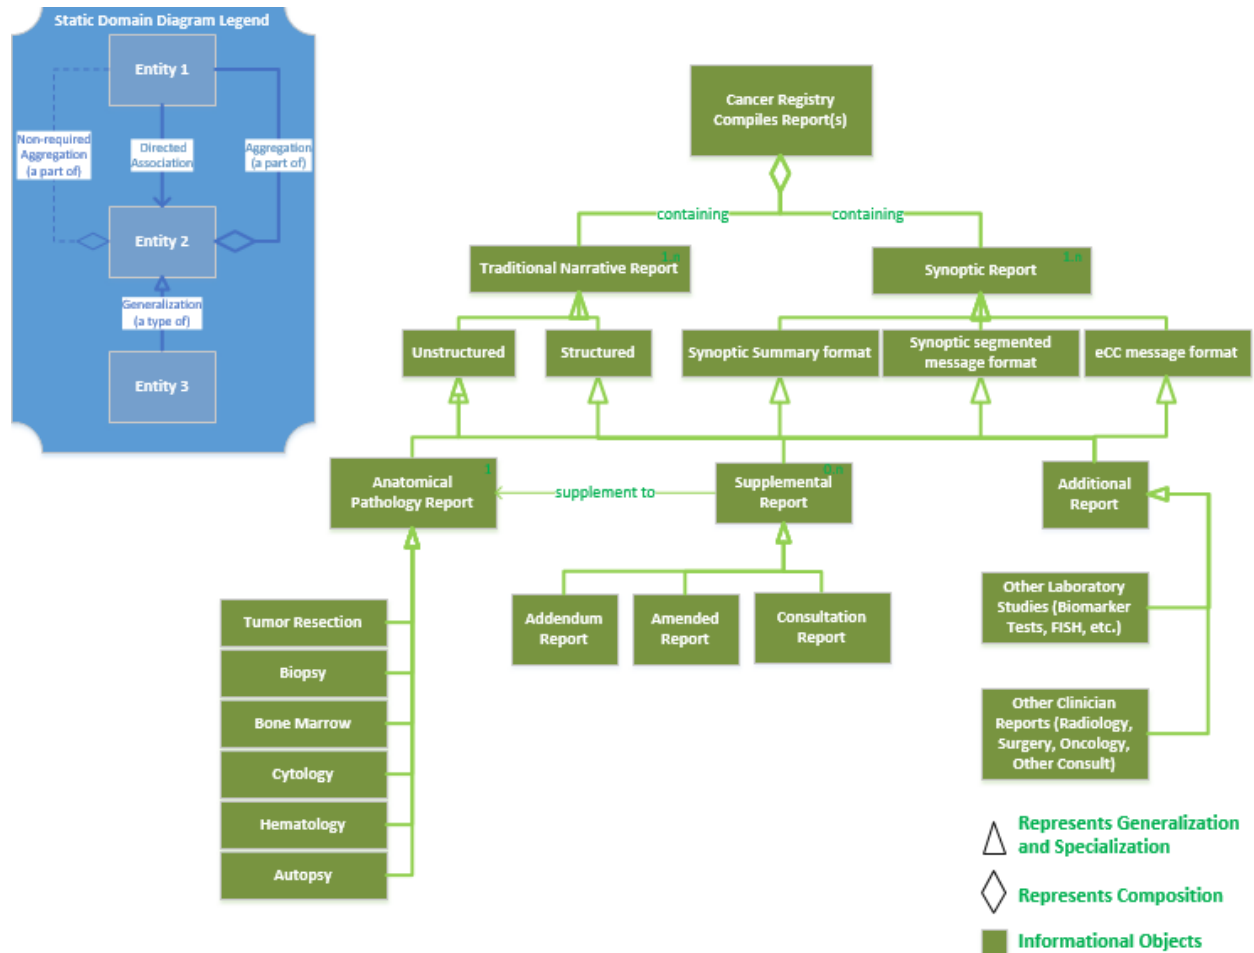 Static Domain Diagram Legend
Entity 1
Non-required
Aggregation
(a part of)
Directed
Association
Aggregation
(a part of)
Entity 2
Generalization
(a type of)
Entity 3
Cancer Registry
Compiles Report(s)
containing
containing
1.n
Traditional Narrative Report
1.n
Synoptic Report
Unstructured
Structured
Synoptic Summary format
Synoptic segmented
message format
eCC message format
1
Anatomical
Pathology Report
supplement to
0.n
Supplemental
Report
Additional
Report
Tumor Resection
Biopsy
Bone Marrow
Cytology
Hematology
Autopsy
Addendum
Report
Amended
Report
Consultation
Report
Other Laboratory
Studies (Biomarker
Tests, FISH, etc.)
Other Clinician
Reports (Radiology,
Surgery, Oncology,
Other Consult)
Represents Generalization
and Specialization
Represents Composition
Informational Objects